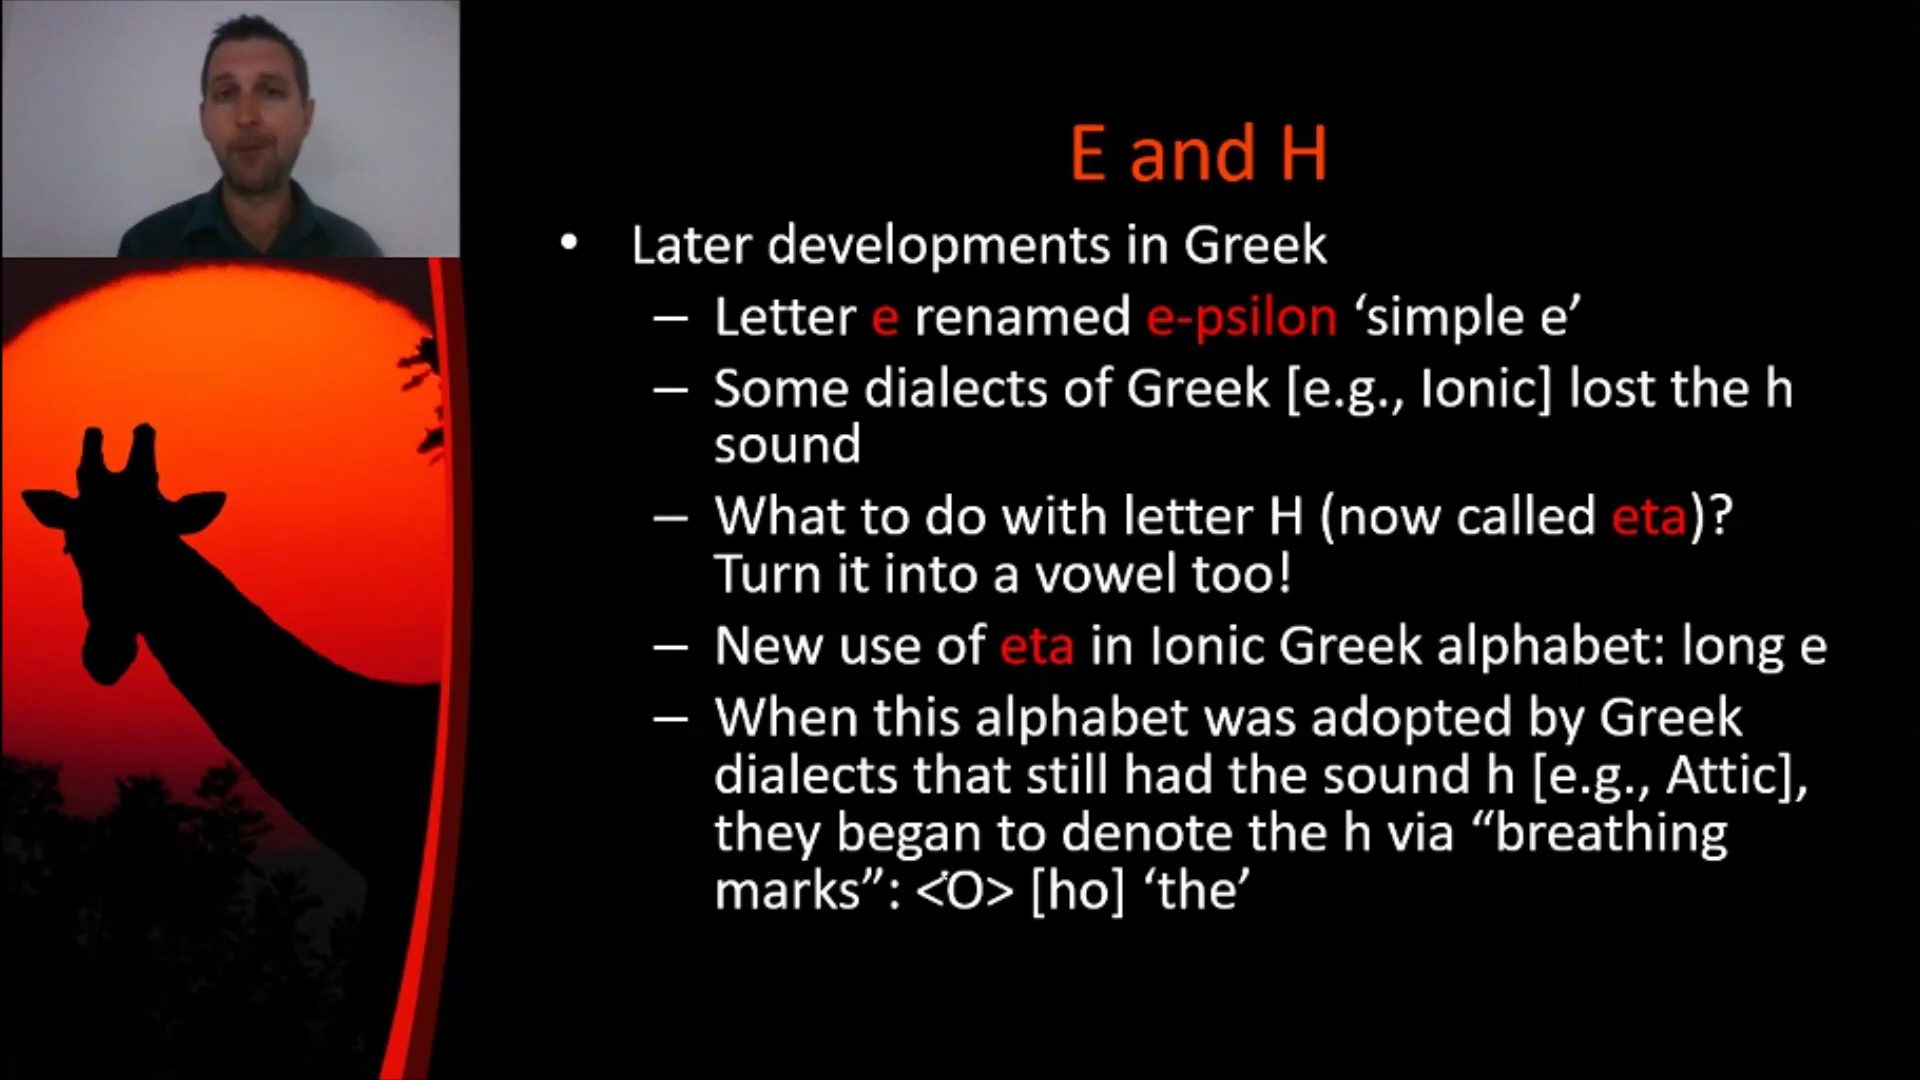 E and H
• Later developments in Greek
– Letter e renamed e-psilon ‘simple e’
– Some dialects of Greek [e.g., Ionic] lost the h
sound
– What to do with letter H (now called eta)?
Turn it into a vowel too!
– New use of eta in Ionic Greek alphabet: long e
– When this alphabet was adopted by Greek
dialects that still had the sound h [e.g., Attic],
they began to denote the h via “breathing
marks”: <Ὁ> [ho] ‘the’